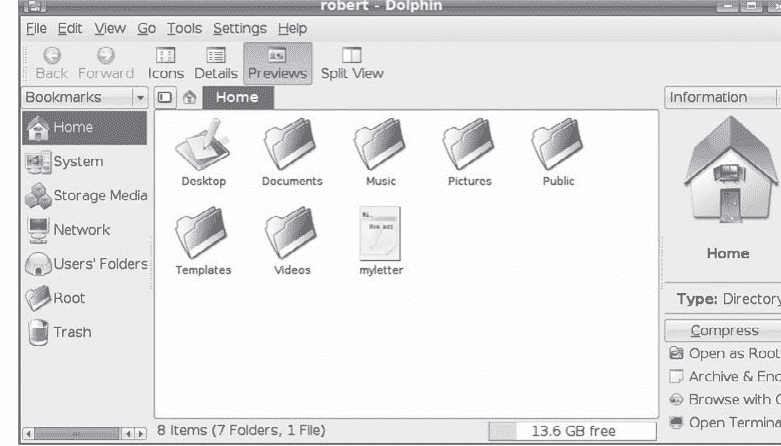 robert - Dolphin
File Edit View Go Tools Settings Help
Back Forward Icons Details Previews Split View
Bookmarks
Home
Information
Home
System
Storage Media
Network
Users' Folders
Root
Trash
Desktop Documents Music Pictures Public
Templates Videos myletter
Home
Type: Directory
Compress
Open as Root
Archive & Enc
Browse with
Open Termina
8 Items (7 Folders, 1 File)
13.6 GB free